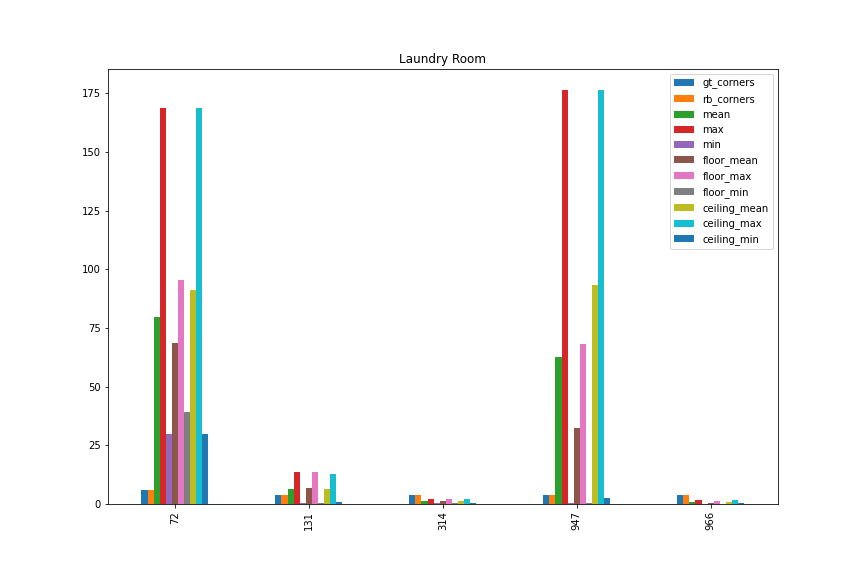 Laundry Room
gt_corners
rb_corners
mean
max
min
floor_mean
floor_max
floor_min
ceiling_mean
ceiling_max
ceiling_min
175
150
125
100
75
50
25
0
72
131
314
947
966